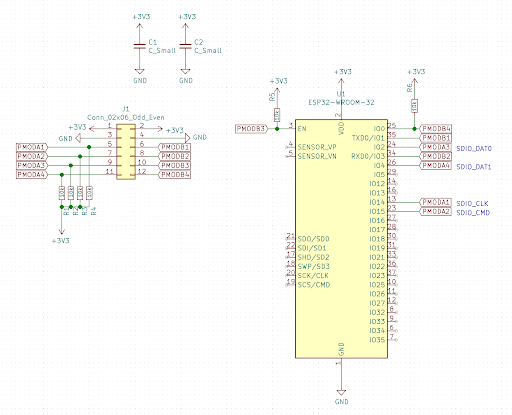 +3V3 +3V3
C1 C2
C_Small C_Small
GND GND
J1
Conn_02x06_Odd_Even
+3V3 1 2 +3V3
GND 3 4 GND
PMODA1 5 6 PMODB1
PMODA2 7 8 PMODB2
PMODA3 9 10 PMODB3
PMODA4 11 12 PMODB4
10k 10k 10k 10k
R4
+3V3
+3V3 +3V3 +3V3
R5 R6
10k 10k
U1
ESP32-WROOM-32
2
VDD
PMODB3 3 EN IO0 25 PMODB4
TXD0/IO1 35 PMODB1
4 SENSOR_VP IO2 24 PMODA3 SDIO_DAT0
5 SENSOR_VN RXD0/IO3 34 PMODB2
IO4 26 PMODA4 SDIO_DAT1
IO5 29
IO12 14
IO13 16
IO14 13 PMODA1 SDIO_CLK
IO15 23 PMODA2 SDIO_CMD
IO16 27
IO17 28
21 SDO/SD0 IO18 30
22 SDI/SD1 IO19 31
17 SHD/SD2 IO21 33
18 SWP/SD3 IO22 36
20 SCK/CLK IO23 37
19 SCS/CMD IO25 10
IO26 11
IO27 12
IO32 8
IO33 9
IO34 6
IO35 7
GND
1
GND